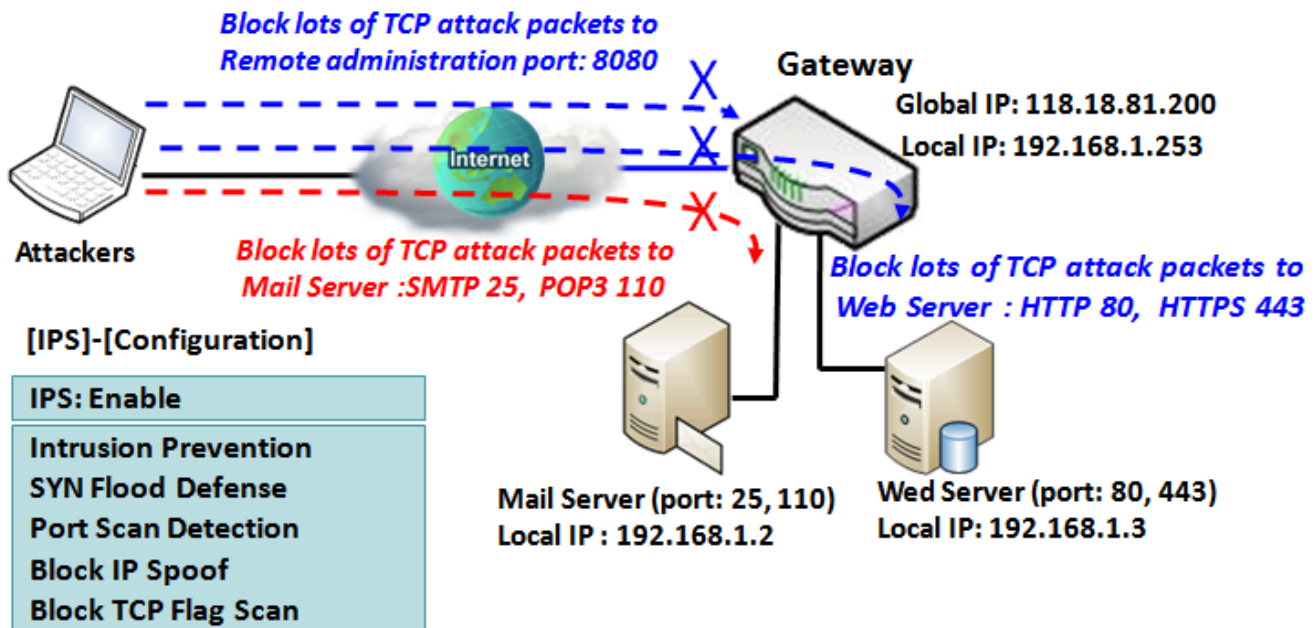 Block lots of TCP attack packets to
Remote administration port: 8080
Gateway
Global IP: 118.18.81.200
Local IP: 192.168.1.253
X
X
Internet
X
Attackers
Block lots of TCP attack packets to
Mail Server :SMTP 25, POP3 110
Block lots of TCP attack packets to
Web Server : HTTP 80, HTTPS 443
[IPS]-[Configuration]
IPS: Enable
Intrusion Prevention
SYN Flood Defense
Port Scan Detection
Block IP Spoof
Block TCP Flag Scan
Mail Server (port: 25, 110)
Local IP : 192.168.1.2
Wed Server (port: 80, 443)
Local IP: 192.168.1.3